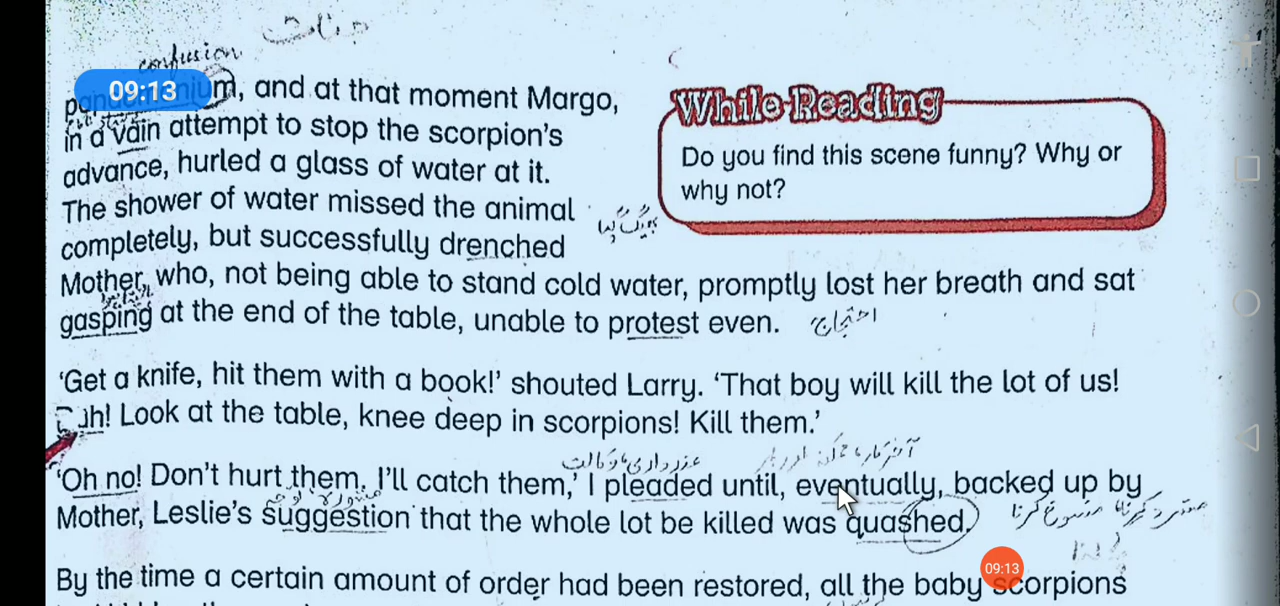 confusion
09:13
m, and at that moment Margo,
in a vain attempt to stop the scorpion's
advance, hurled a glass of water at it.
The shower of water missed the animal
completely, but successfully drenched
Mother, who, not being able to stand cold water, promptly lost her breath and sat
gasping at the end of the table, unable to protest even.
احتجاج
While Reading
Do you find this scene funny? Why or
why not?
‘Get a knife, hit them with a book!’ shouted Larry. ‘That boy will kill the lot of us!
Look at the table, knee deep in scorpions! Kill them.’
‘Oh no! Don’t hurt them. I’ll catch them,’ I pleaded until, eventually, backed up by
Mother, Leslie’s suggestion that the whole lot be killed was quashed.
09:13
By the time a certain amount of order had been restored, all the baby scorpions